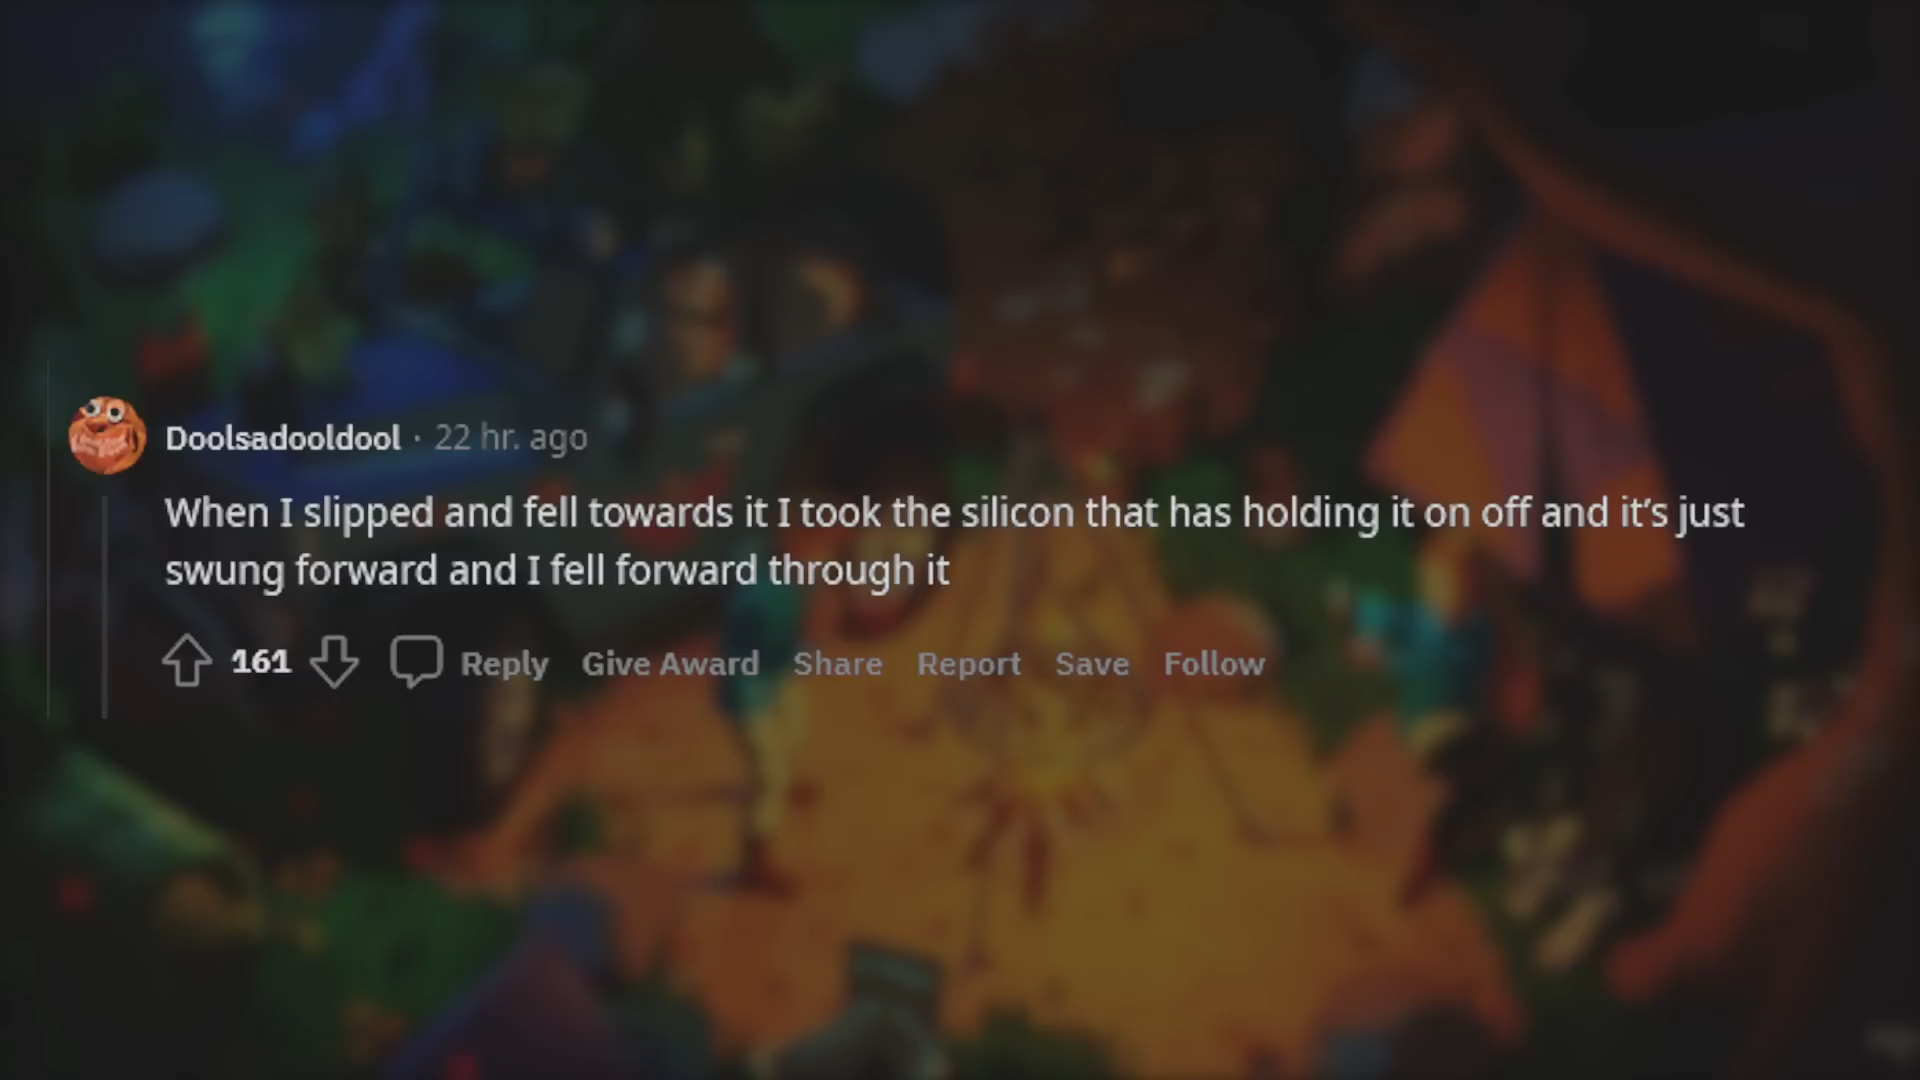 Doolsadooldool · 22 hr. ago
When I slipped and fell towards it I took the silicon that has holding it on off and it’s just
swung forward and I fell forward through it
161 Reply Give Award Share Report Save Follow